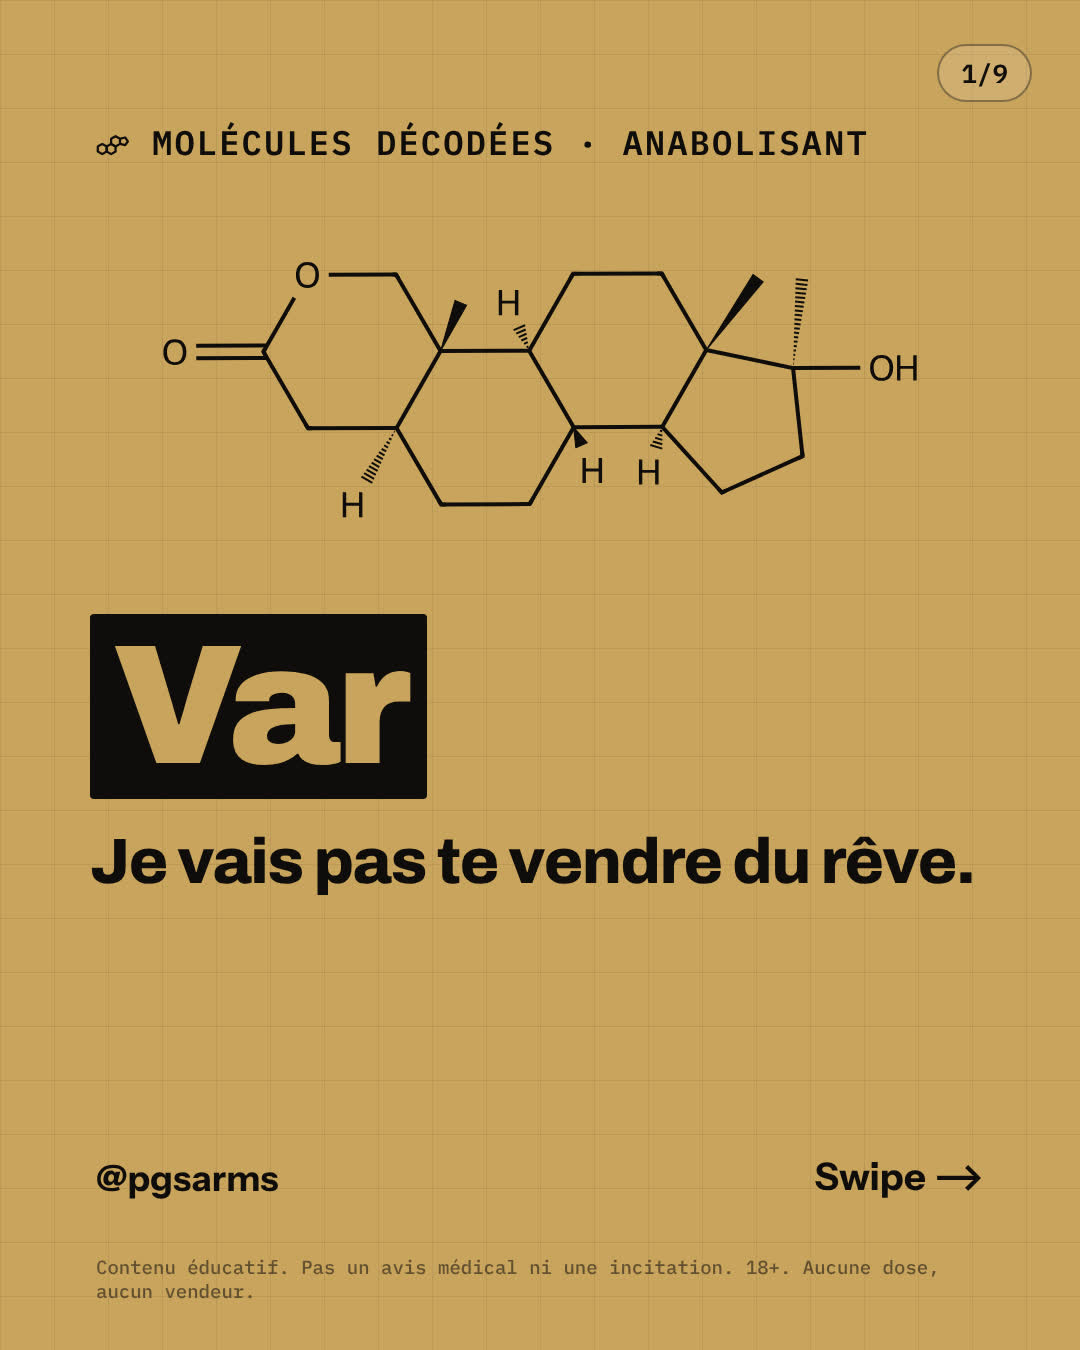 1/9
MOLÉCULES DÉCODÉES · ANABOLISANT
O
O
H
OH
H
H
H
Var
Je vais pas te vendre du rêve.
@pgsarms
Swipe →
Contenu éducatif. Pas un avis médical ni une incitation. 18+. Aucune dose,
aucun vendeur.